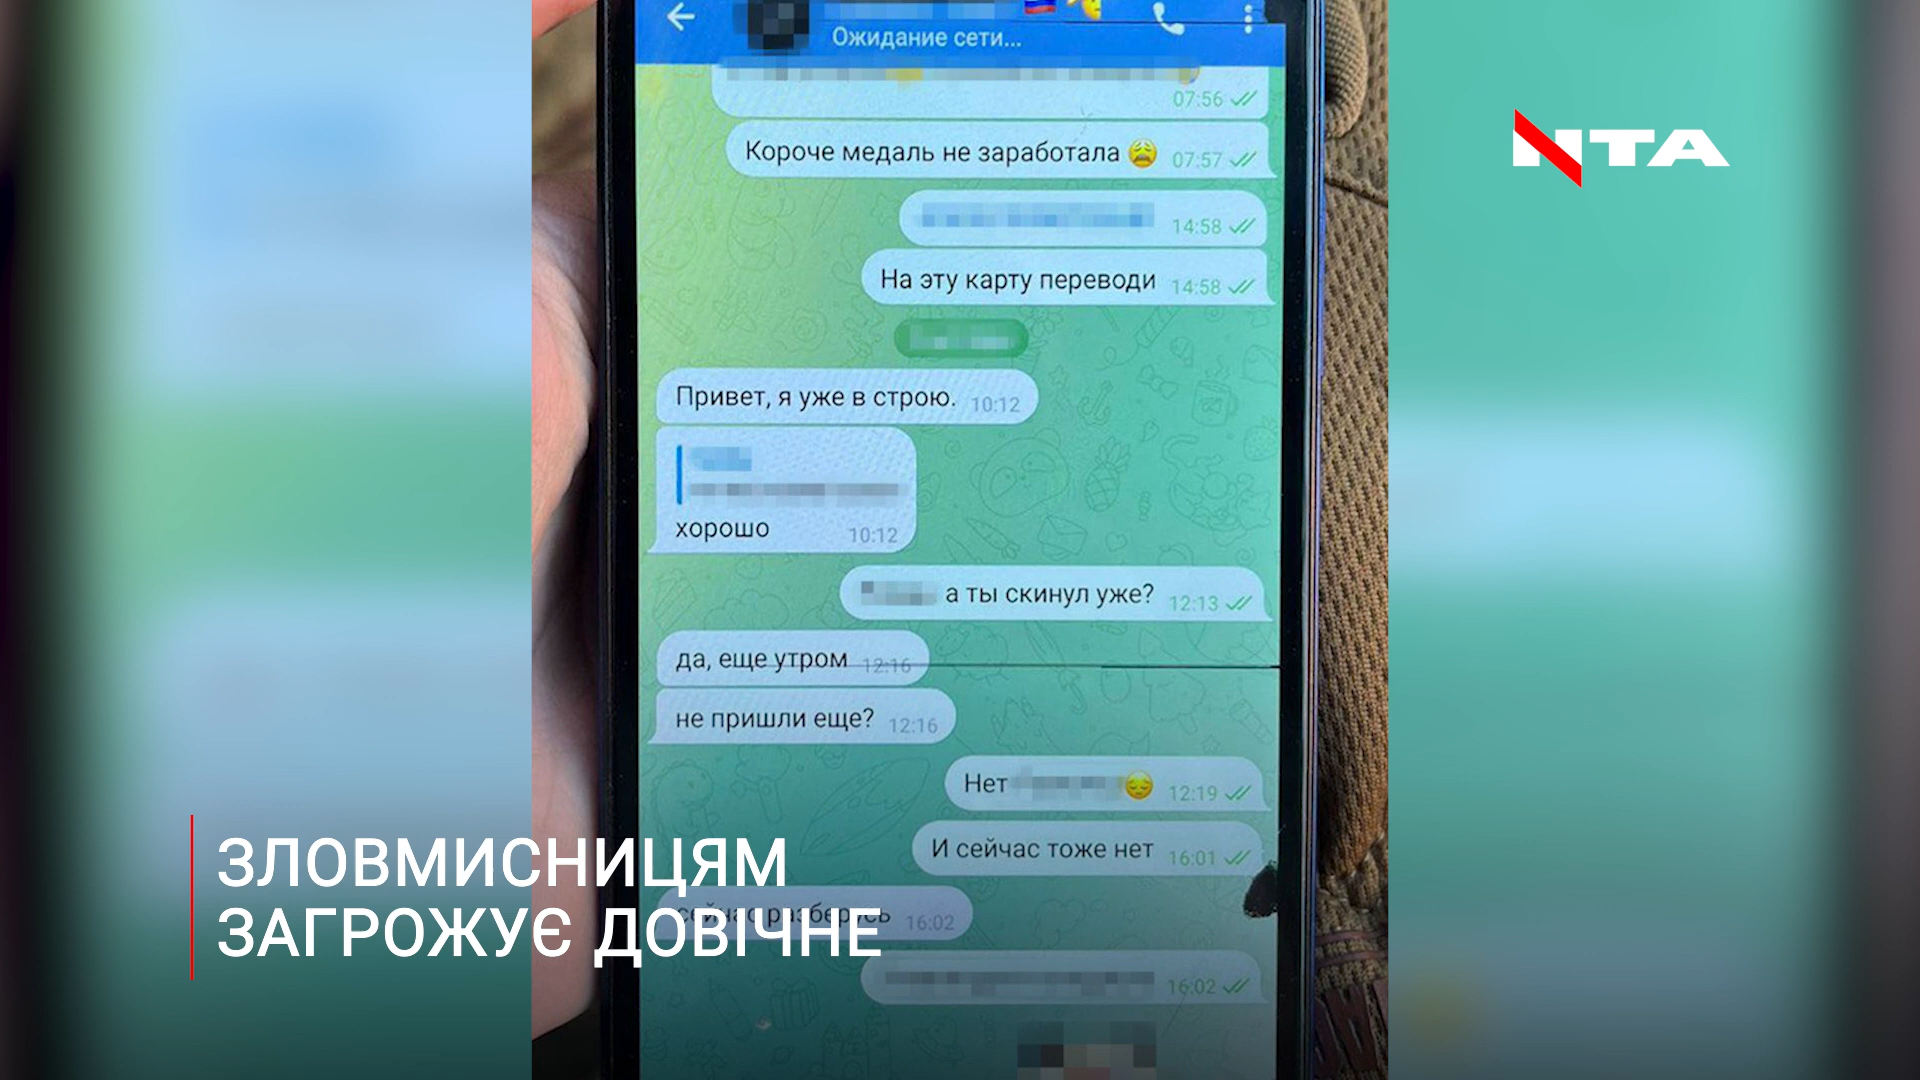 Ожидание сети...
07:56
Короче медаль не заработала 07:57
14:58
На эту карту переводи 14:58
NTA
Привет, я уже в строю. 10:12
хорошо 10:12
а ты скинул уже? 12:13
да, еще утром 12:16
не пришли еще? 12:16
Нет 12:19
И сейчас тоже нет 16:01
сейчас разберусь 16:02
16:02
ЗЛОВМИСНИЦЯМ
ЗАГРОЖУЄ ДОВІЧНЕ